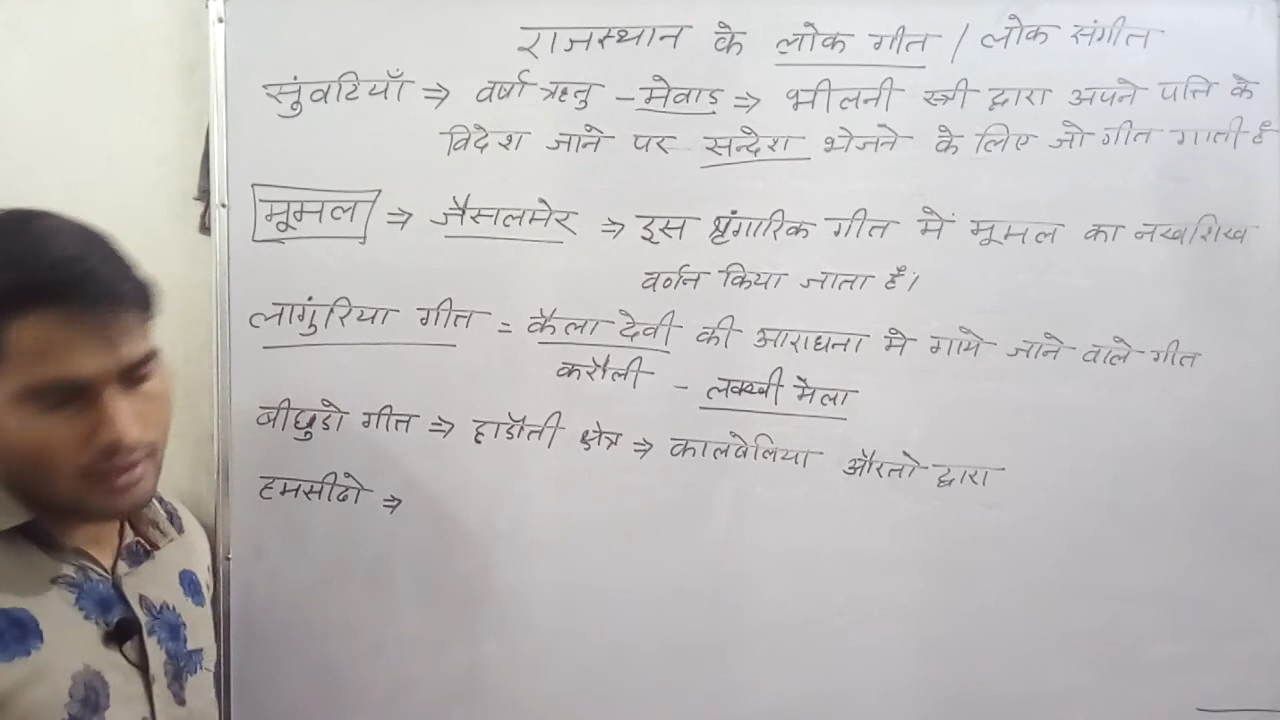 राजस्थान के लोक गीत / लोक संगीत
सुंवटियाँ ⇒ वर्षा ऋतु - मेवाड़ ⇒ भीलनी स्त्री द्वारा अपने पति के
विदेश जाने पर सन्देश भेजने के लिए जो गीत गाती है
मूमल ⇒ जैसलमेर ⇒ इस श्रृंगारिक गीत में मूमल का नखशिख
वर्णन किया जाता है।
लागुंरिया गीत = कैला देवी की आराधना मे गाये जाने वाले गीत
करौली - लक्खी मैला
बीछुडो गीत ⇒ हाडौती क्षेत्र ⇒ कालबेलिया औरतो द्वारा
हमसीढो ⇒